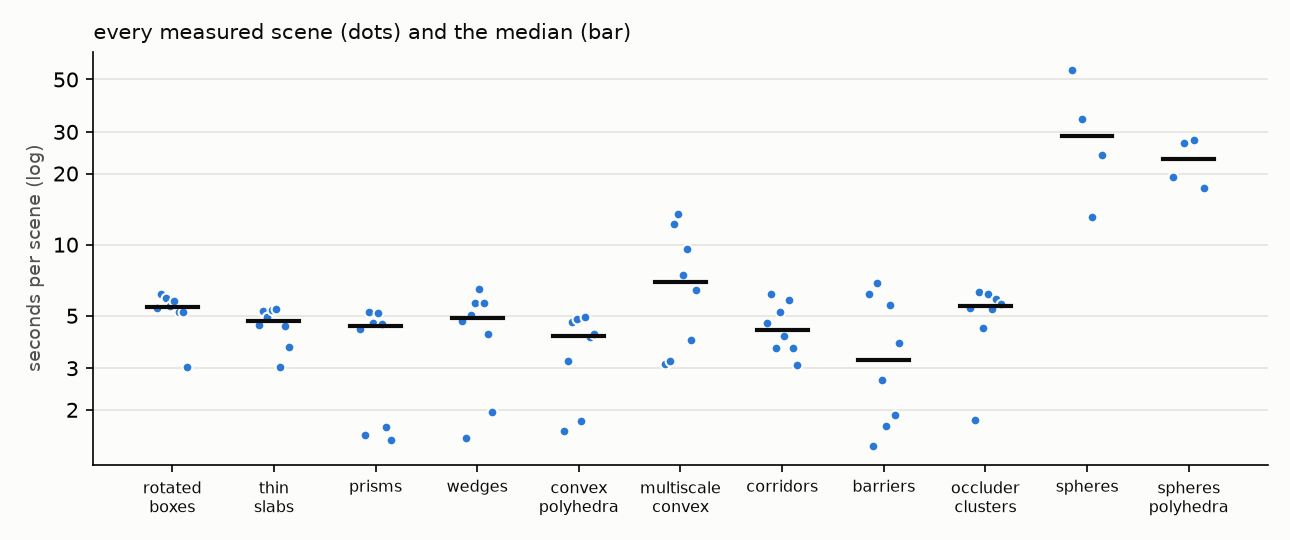 every measured scene (dots) and the median (bar)
seconds per scene (log)
50
30
20
10
5
3
2
rotated
boxes
thin
slabs
prisms
wedges
convex
polyhedra
multiscale
convex
corridors
barriers
occluder
clusters
spheres
spheres
polyhedra